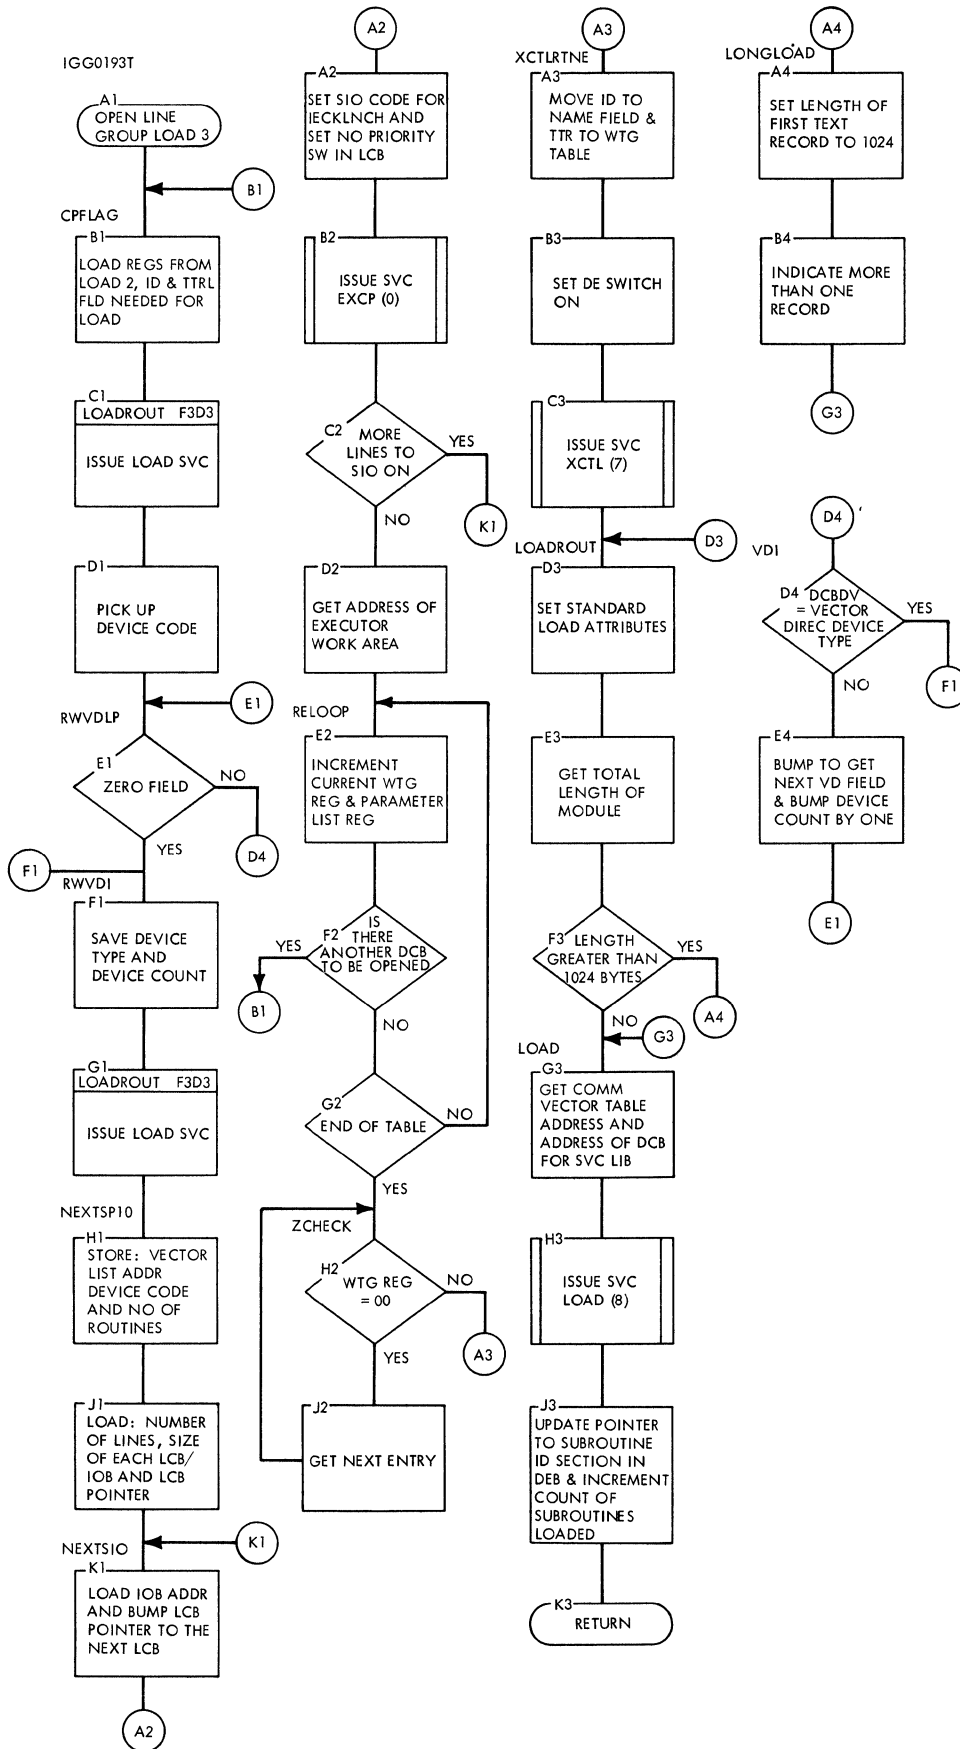 IGG0193T
A1
OPEN LINE
GROUP LOAD 3
B1
CPFLAG
B1
LOAD REGS FROM
LOAD 2, ID & TTRL
FLD NEEDED FOR
LOAD
C1
LOADROUT F3D3
ISSUE LOAD SVC
D1
PICK UP
DEVICE CODE
E1
RWVDLP
E1
ZERO FIELD
NO
D4
YES
F1
RWVDI
F1
SAVE DEVICE
TYPE AND
DEVICE COUNT
G1
LOADROUT F3D3
ISSUE LOAD SVC
NEXTSP10
H1
STORE: VECTOR
LIST ADDR
DEVICE CODE
AND NO OF
ROUTINES
J1
LOAD: NUMBER
OF LINES, SIZE
OF EACH LCB/
IOB AND LCB
POINTER
K1
NEXTSIO
K1
LOAD IOB ADDR
AND BUMP LCB
POINTER TO THE
NEXT LCB
A2
A2
A2
SET SIO CODE FOR
IECKLNCH AND
SET NO PRIORITY
SW IN LCB
B2
ISSUE SVC
EXCP (0)
C2
MORE
LINES TO
SIO ON
YES
K1
NO
D2
GET ADDRESS OF
EXECUTOR
WORK AREA
RELOOP
E2
INCREMENT
CURRENT WTG
REG & PARAMETER
LIST REG
F2
IS
THERE
ANOTHER DCB
TO BE OPENED
YES
B1
NO
G2
END OF TABLE
NO
YES
ZCHECK
H2
WTG REG
= 00
NO
A3
YES
J2
GET NEXT ENTRY
A3
XCTLRTNE
A3
MOVE ID TO
NAME FIELD &
TTR TO WTG
TABLE
B3
SET DE SWITCH
ON
C3
ISSUE SVC
XCTL (7)
D3
LOADROUT
D3
SET STANDARD
LOAD ATTRIBUTES
E3
GET TOTAL
LENGTH OF
MODULE
F3
LENGTH
GREATER THAN
1024 BYTES
YES
A4
NO
G3
LOAD
G3
GET COMM
VECTOR TABLE
ADDRESS AND
ADDRESS OF DCB
FOR SVC LIB
H3
ISSUE SVC
LOAD (8)
J3
UPDATE POINTER
TO SUBROUTINE
ID SECTION IN
DEB & INCREMENT
COUNT OF
SUBROUTINES
LOADED
K3
RETURN
A4
LONGLOAD
A4
SET LENGTH OF
FIRST TEXT
RECORD TO 1024
B4
INDICATE MORE
THAN ONE
RECORD
G3
D4
VDI
D4
DCBDV
= VECTOR
DIREC DEVICE
TYPE
YES
F1
NO
E4
BUMP TO GET
NEXT VD FIELD
& BUMP DEVICE
COUNT BY ONE
E1